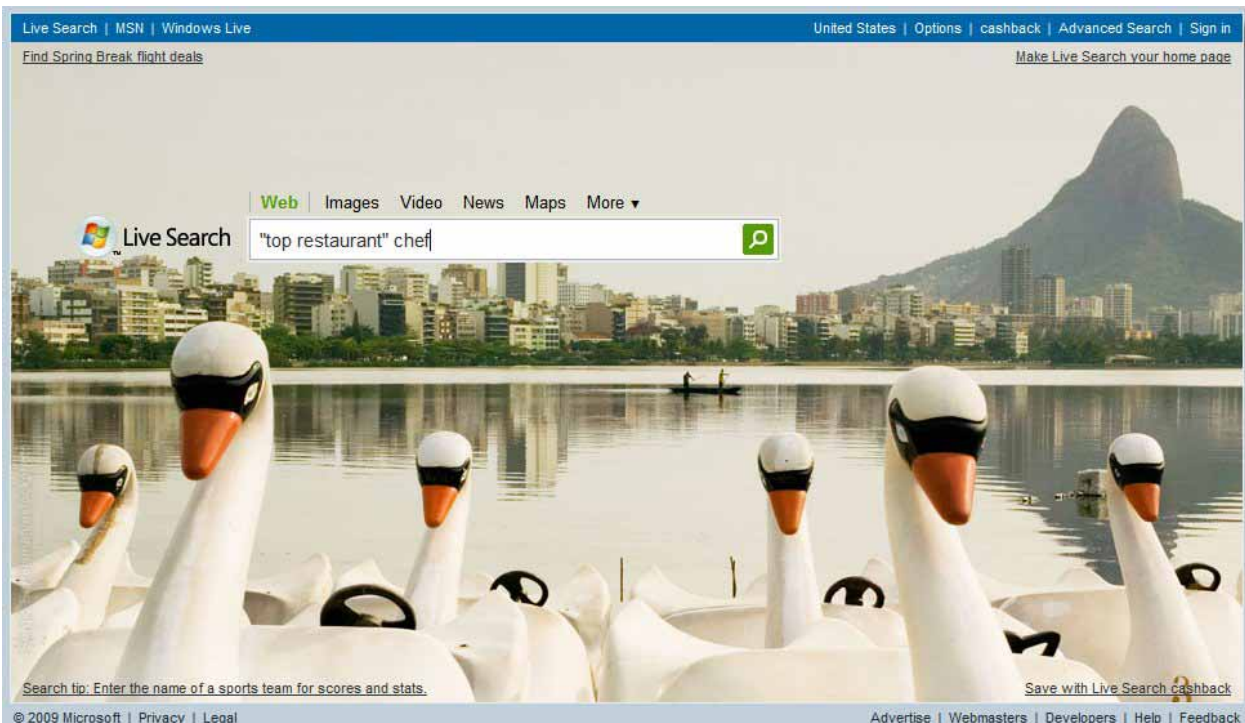 Live Search | MSN | Windows Live
United States | Options | cashback | Advanced Search | Sign in
Find Spring Break flight deals
Make Live Search your home page
Web | Images Video News Maps More ▾
Live Search
TM
"top restaurant" chef
Search tip: Enter the name of a sports team for scores and stats.
3
Save with Live Search cashback
© 2009 Microsoft | Privacy | Legal
Advertise | Webmasters | Developers | Help | Feedback